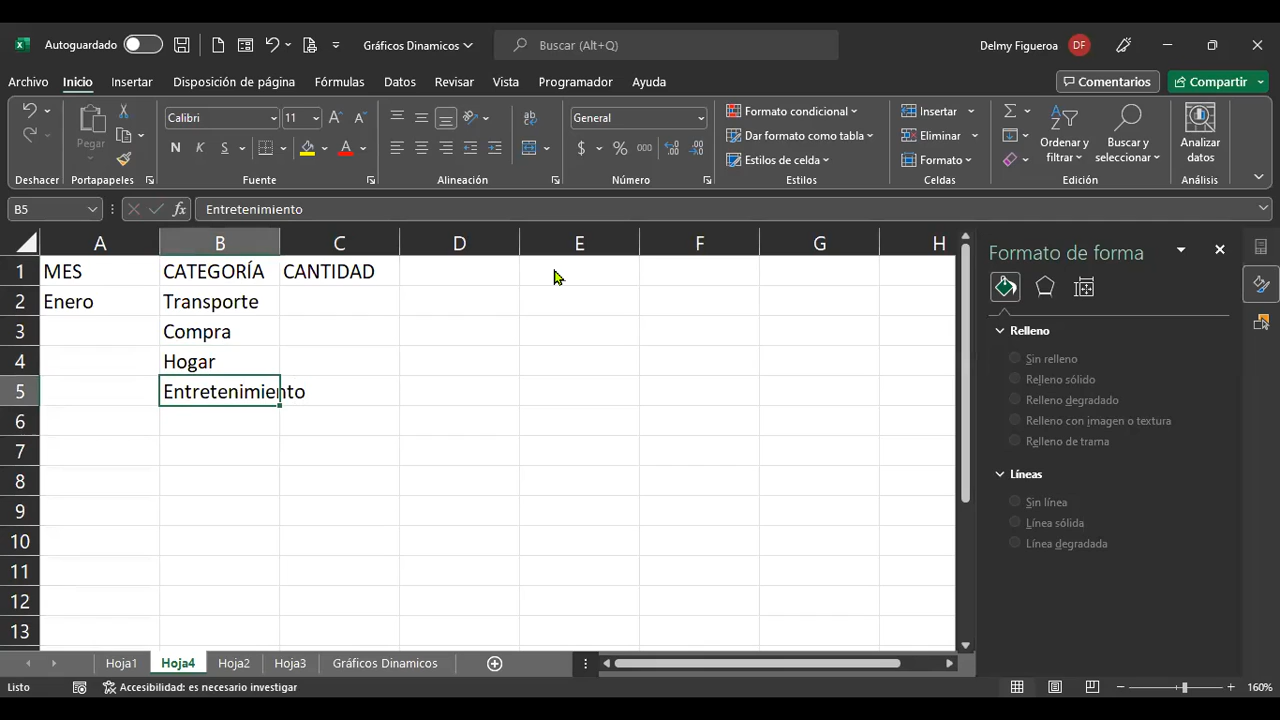 Autoguardado Gráficos Dinamicos Buscar (Alt+Q) Delmy Figueroa DF
Archivo Inicio Insertar Disposición de página Fórmulas Datos Revisar Vista Programador Ayuda Comentarios Compartir
Pegar Calibri 11 N K S A ab General $ % 000 Formato condicional Dar formato como tabla Estilos de celda Insertar Eliminar Formato Ordenar y filtrar Buscar y seleccionar Analizar datos
Deshacer Portapapeles Fuente Alineación Número Estilos Celdas Edición Análisis
B5 fx Entretenimiento
A B C D E F G H
1 MES CATEGORÍA CANTIDAD
2 Enero Transporte
3 Compra
4 Hogar
5 Entretenimiento
6
7
8
9
10
11
12
13
Formato de forma
Relleno
Sin relleno
Relleno sólido
Relleno degradado
Relleno con imagen o textura
Relleno de trama
Líneas
Sin línea
Línea sólida
Línea degradada
Hoja1 Hoja4 Hoja2 Hoja3 Gráficos Dinamicos
Listo Accesibilidad: es necesario investigar 160%